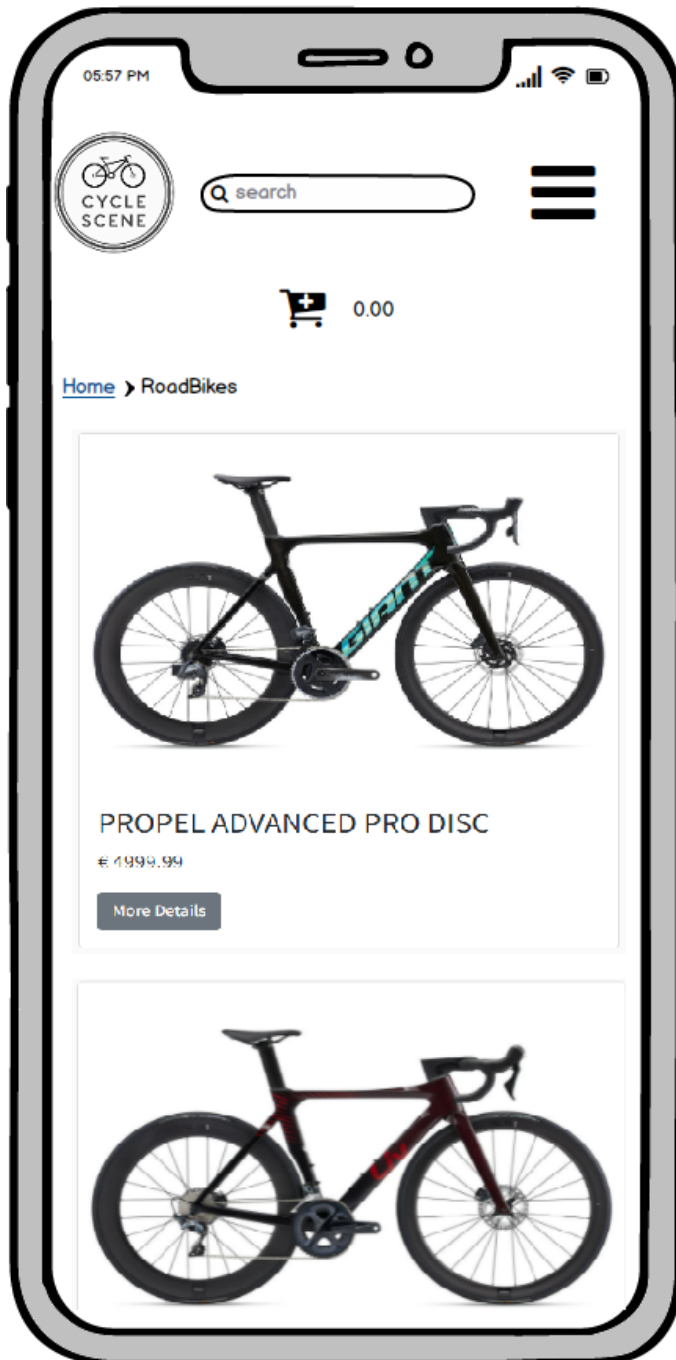 05:57 PM
CYCLE
SCENE
search
0.00
Home ❯ RoadBikes
GIANT
PROPEL ADVANCED PRO DISC
€ 4999.99
More Details
Liv